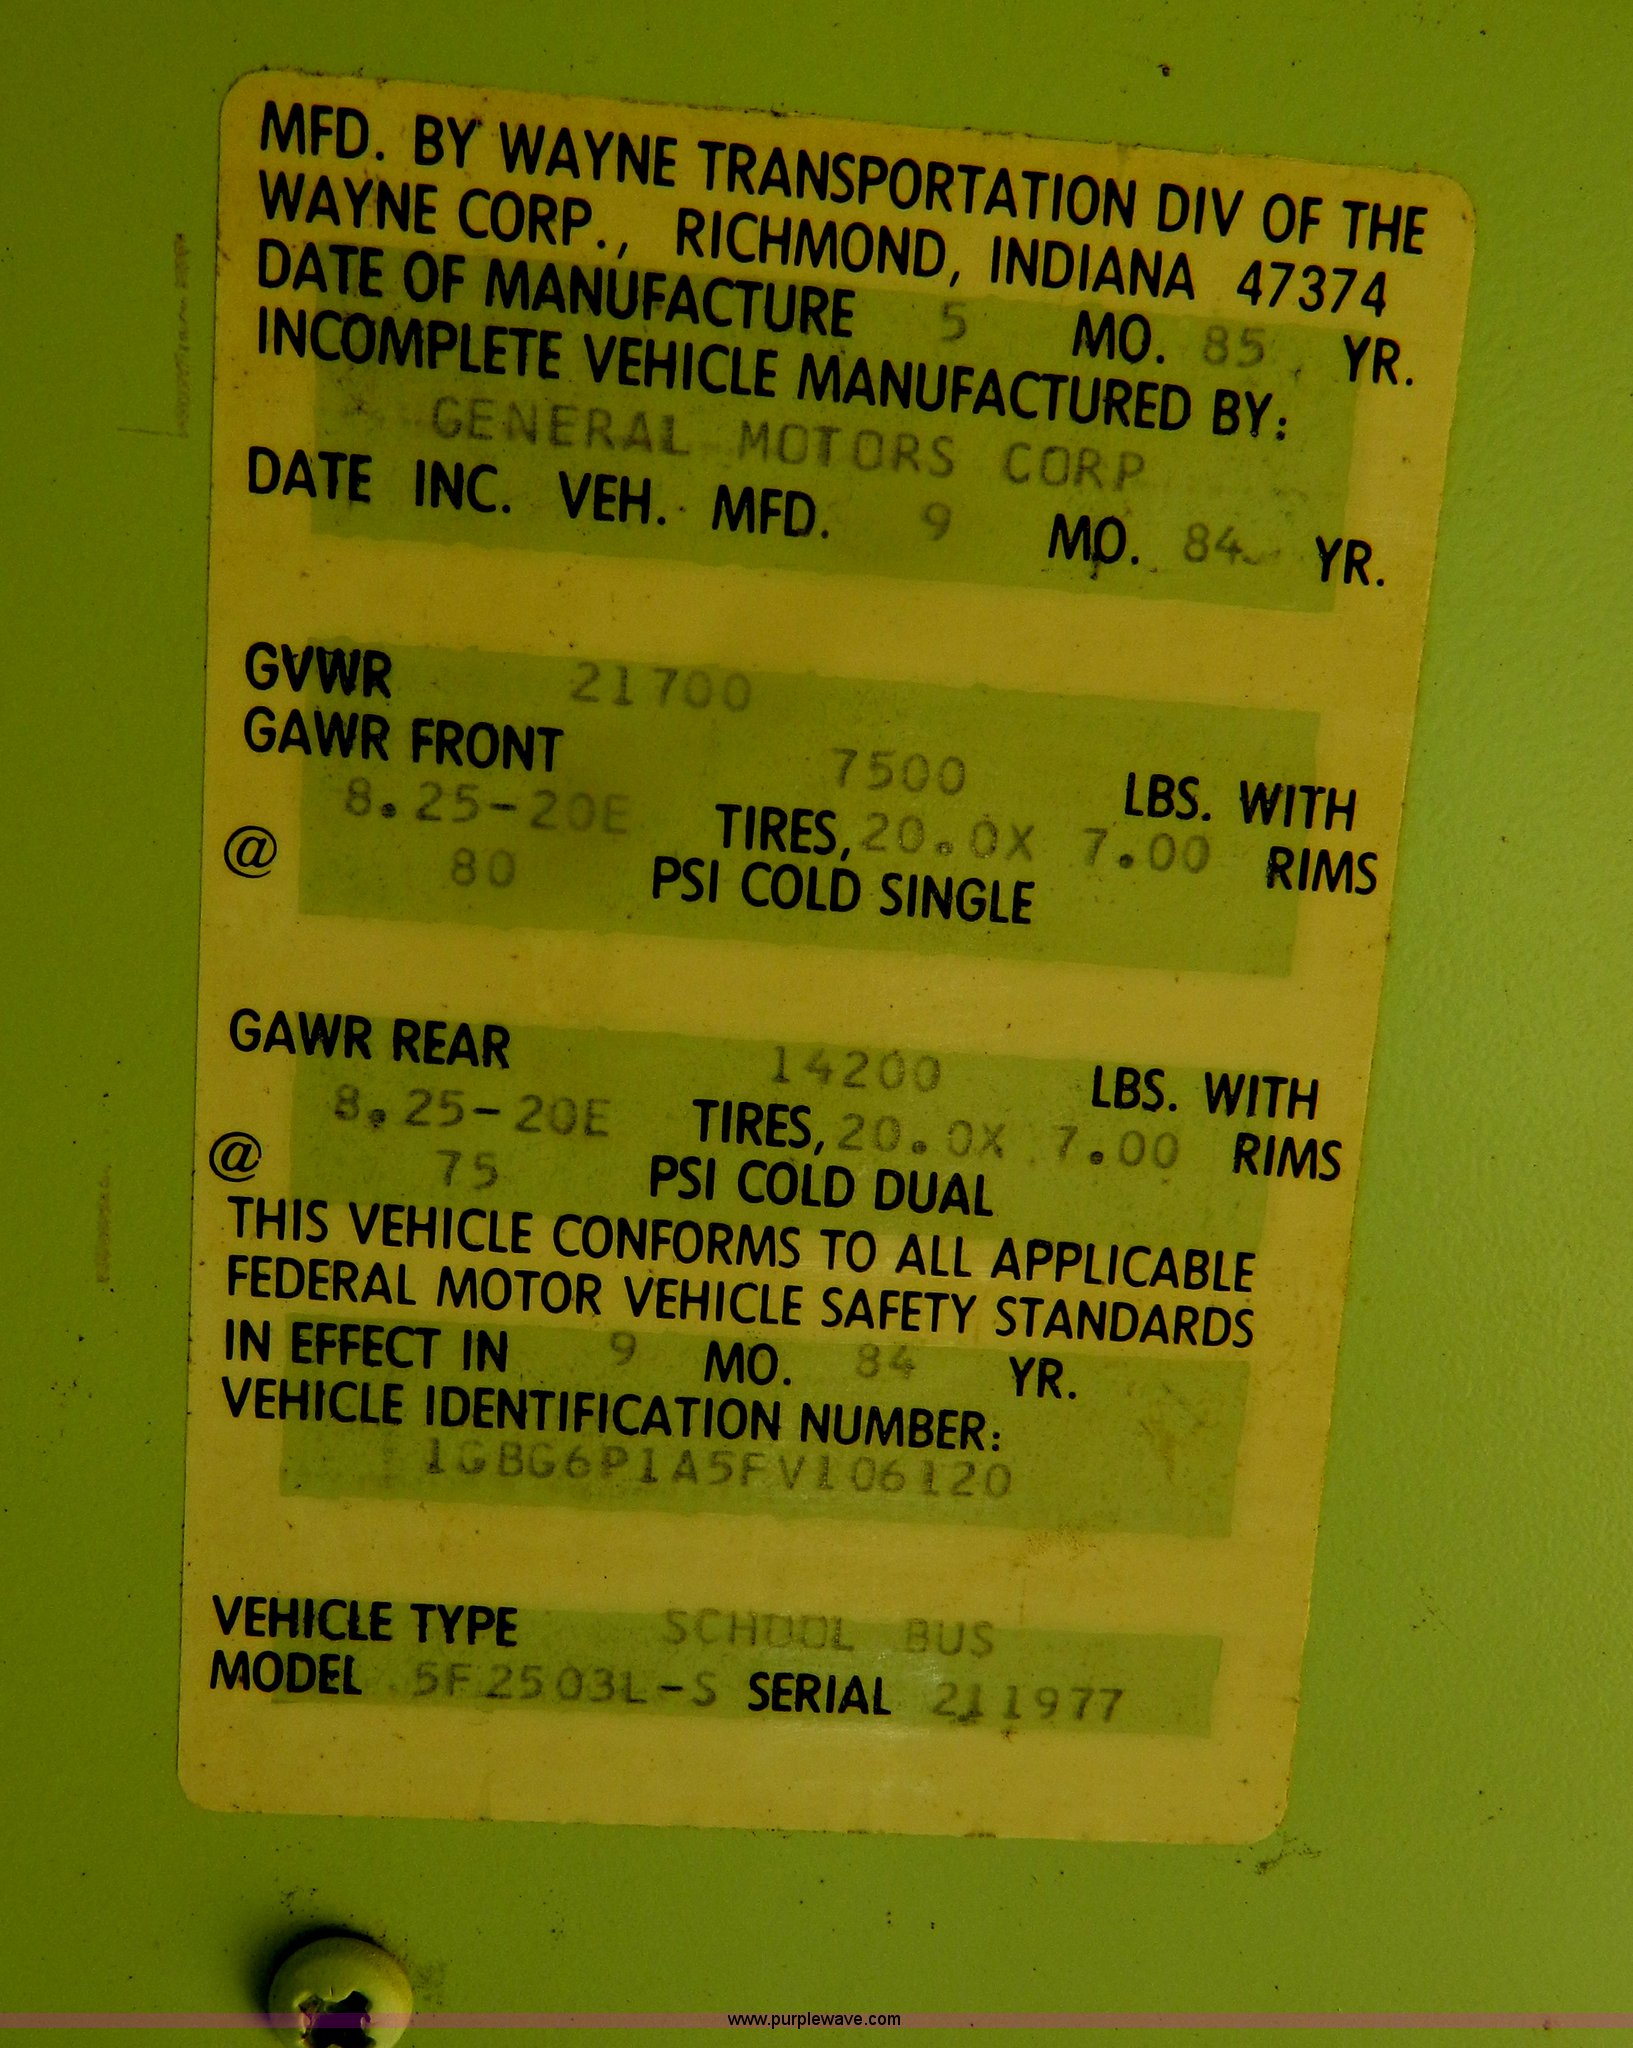 MFD. BY WAYNE TRANSPORTATION DIV OF THE
WAYNE CORP., RICHMOND, INDIANA 47374
DATE OF MANUFACTURE 5 MO. 85 YR.
INCOMPLETE VEHICLE MANUFACTURED BY:
GENERAL MOTORS CORP
DATE INC. VEH. MFD. 9 MO. 84 YR.
GVWR 21700
GAWR FRONT 7500 LBS. WITH
8.25-20E TIRES, 20.0X 7.00 RIMS
@ 80 PSI COLD SINGLE
GAWR REAR 14200 LBS. WITH
8.25-20E TIRES, 20.0X 7.00 RIMS
@ 75 PSI COLD DUAL
THIS VEHICLE CONFORMS TO ALL APPLICABLE
FEDERAL MOTOR VEHICLE SAFETY STANDARDS
IN EFFECT IN 9 MO. 84 YR.
VEHICLE IDENTIFICATION NUMBER:
1GBG6P1A5FV106120
VEHICLE TYPE SCHOOL BUS
MODEL 5F2503L-S SERIAL 211977
www.purplewave.com